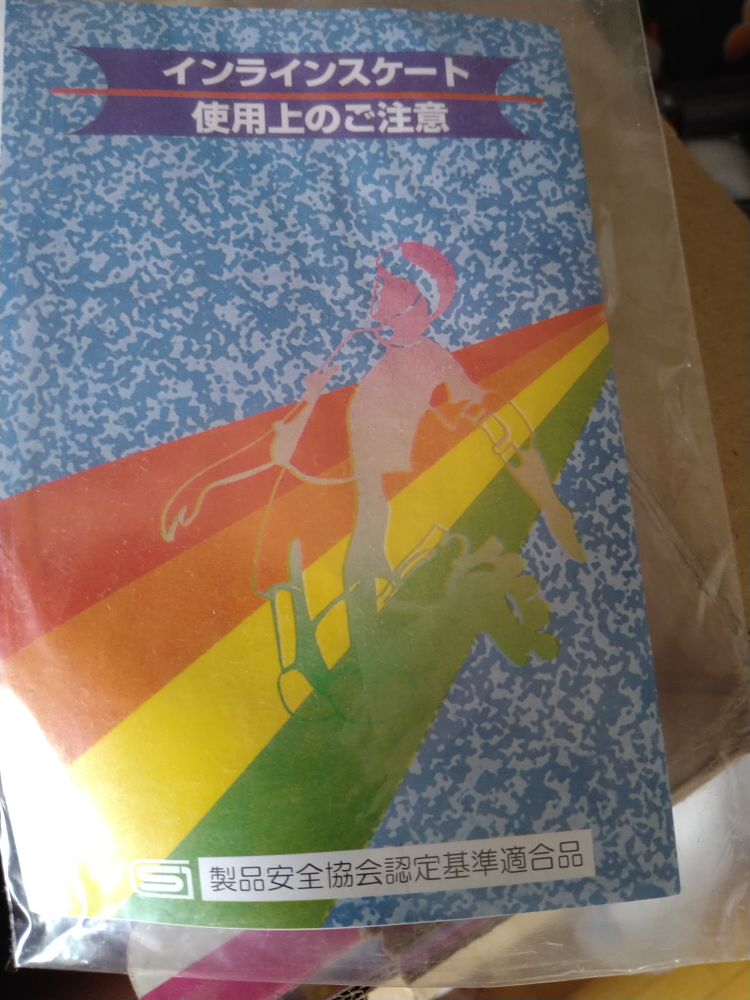 インラインスケート
使用上のご注意
S 製品安全協会認定基準適合品